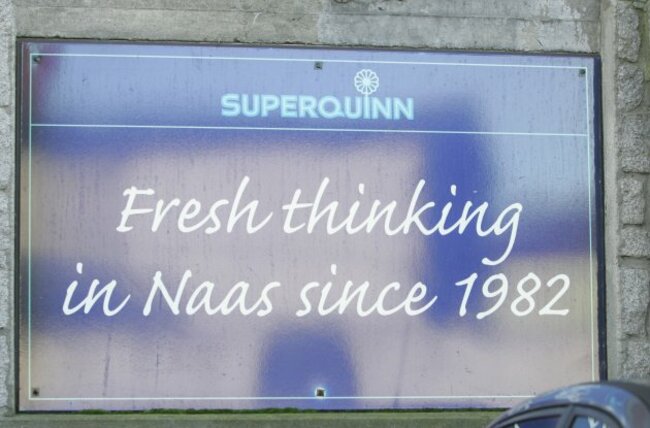 SUPERQUINN
Fresh thinking
in Naas since 1982